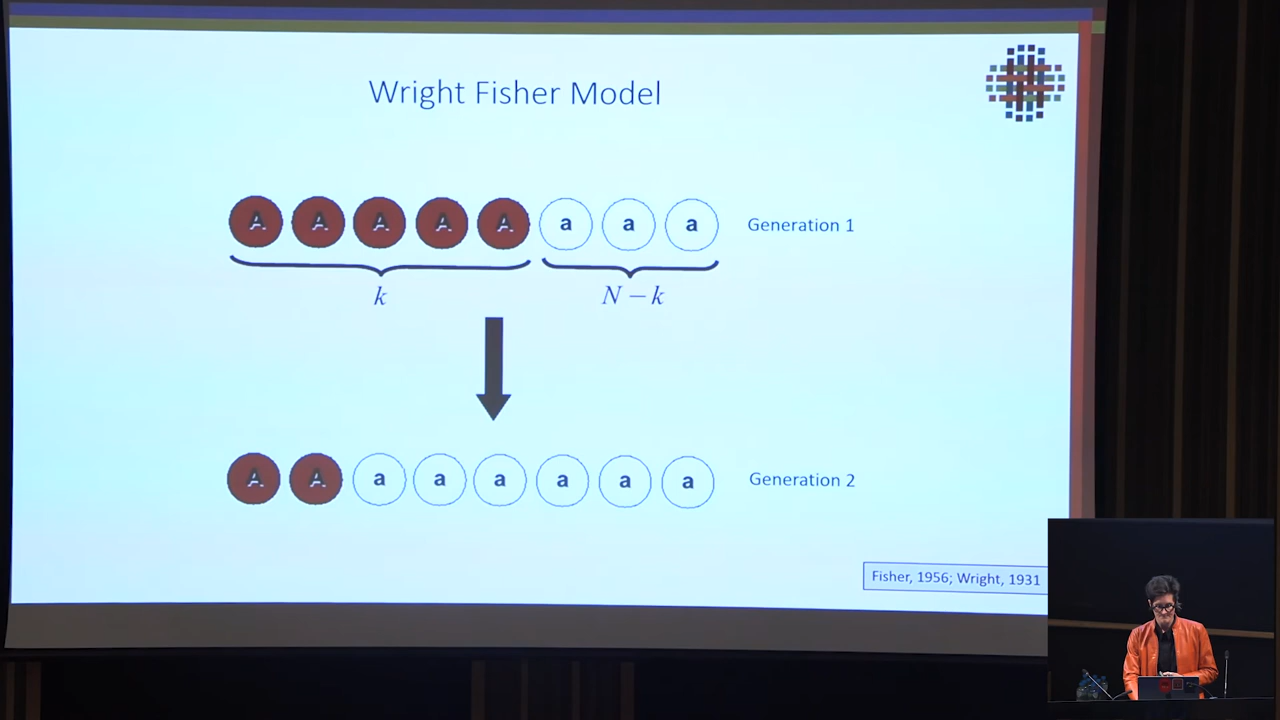 Wright Fisher Model
A A A A A a a a Generation 1
k N − k
A A a a a a a a Generation 2
Fisher, 1956; Wright, 1931